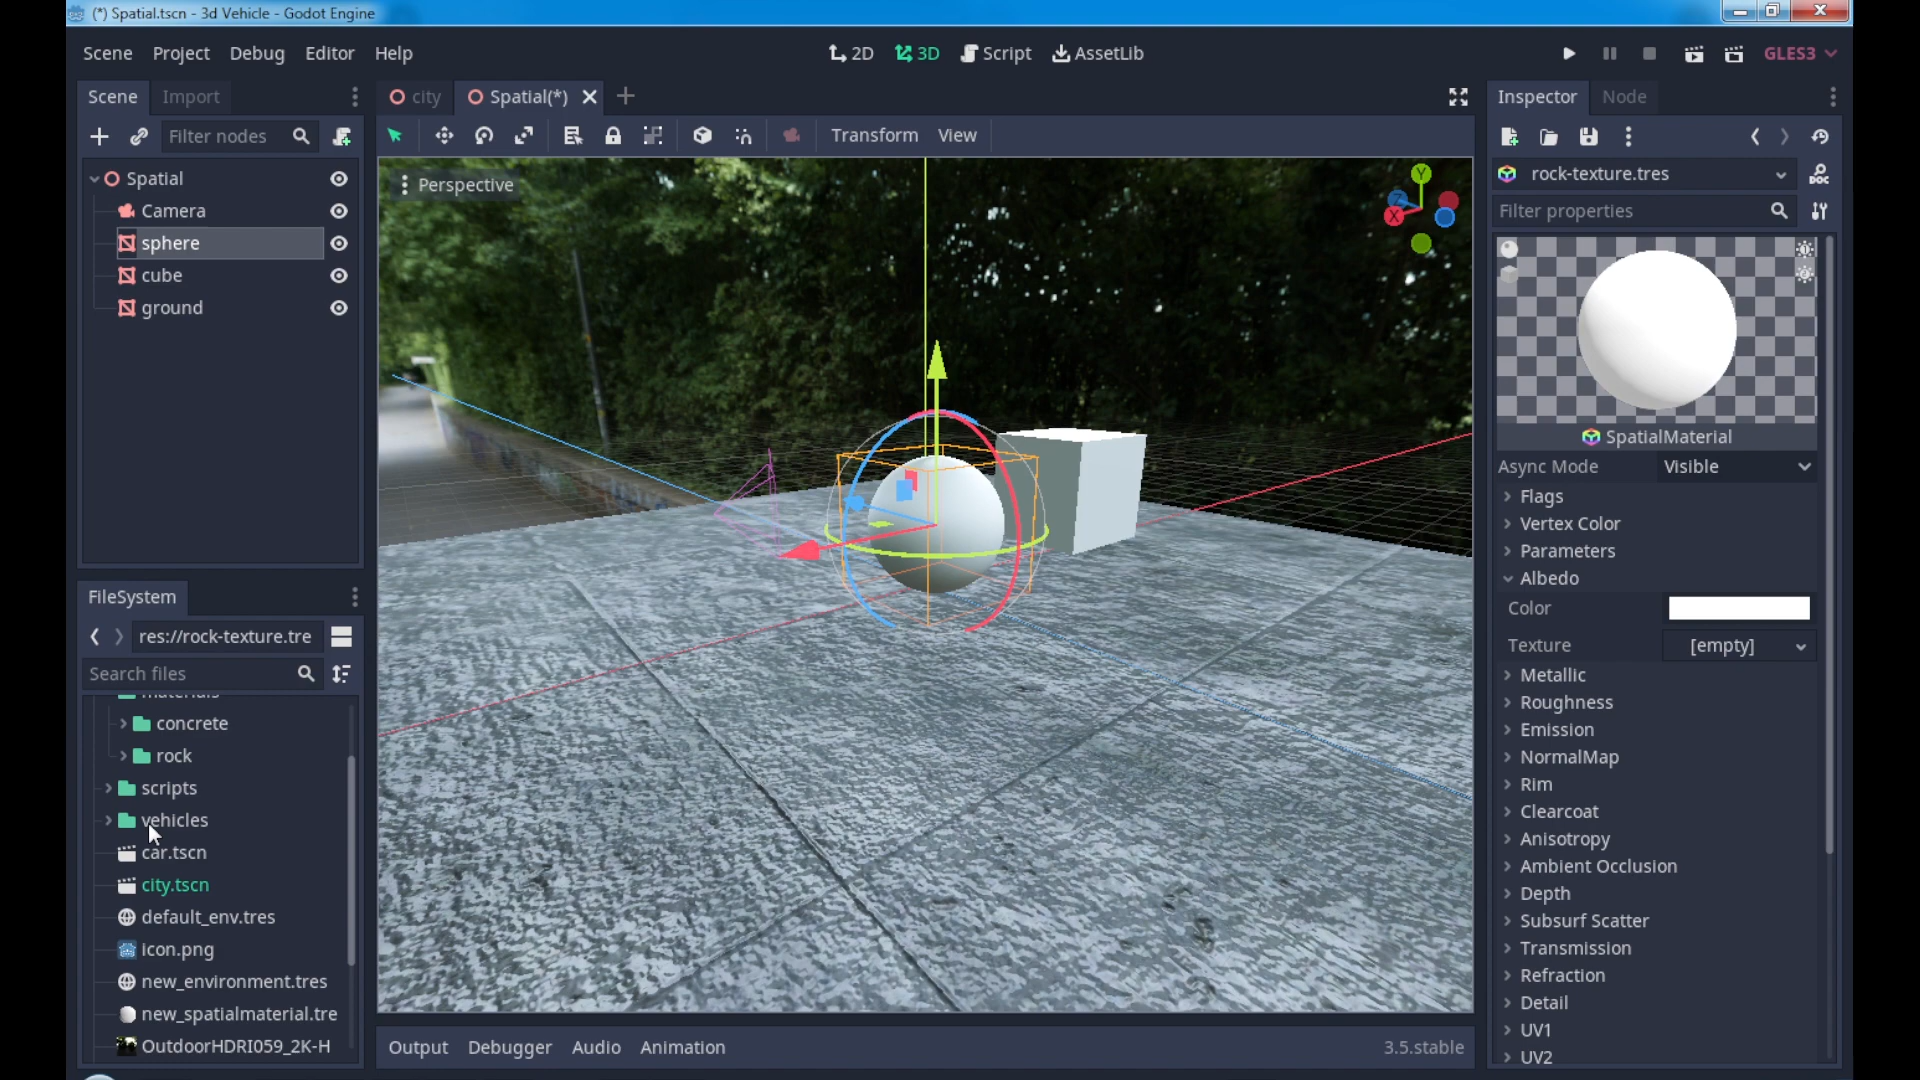 (*) Spatial.tscn - 3d Vehicle - Godot Engine
Scene Project Debug Editor Help
2D 3D Script AssetLib
GLES3
Scene Import
Filter nodes
Spatial
Camera
sphere
cube
ground
FileSystem
res://rock-texture.tre
Search files
materials
concrete
rock
scripts
vehicles
car.tscn
city.tscn
default_env.tres
icon.png
new_environment.tres
new_spatialmaterial.tre
OutdoorHDRI059_2K-H
city Spatial(*)
Transform View
Perspective
Y
Z
X
Output Debugger Audio Animation 3.5.stable
Inspector Node
rock-texture.tres
DOC
Filter properties
SpatialMaterial
Async Mode Visible
Flags
Vertex Color
Parameters
Albedo
Color
Texture [empty]
Metallic
Roughness
Emission
NormalMap
Rim
Clearcoat
Anisotropy
Ambient Occlusion
Depth
Subsurf Scatter
Transmission
Refraction
Detail
UV1
UV2